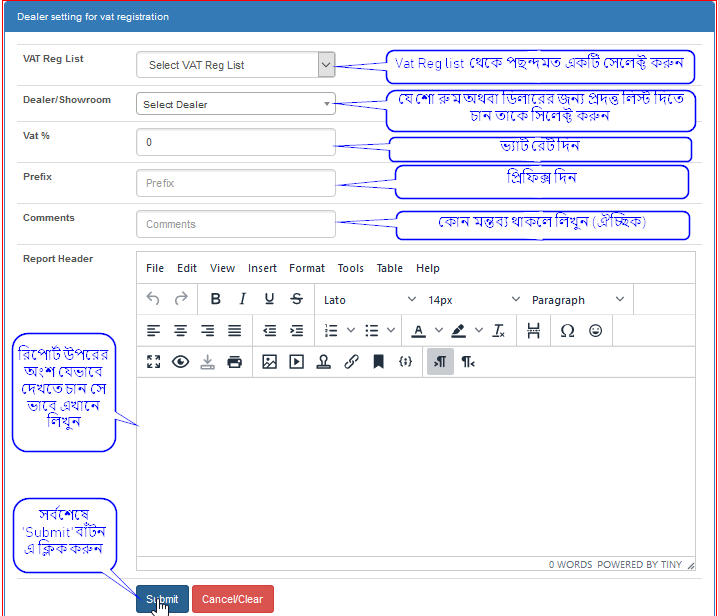 Dealer setting for vat registration
VAT Reg List
Select VAT Reg List
Vat Reg list থেকে পছন্দমত একটি সেলেক্ট করুন
Dealer/Showroom
Select Dealer
যে শো রুম অথবা ডিলারের জন্য প্রদত্ত লিস্ট দিতে
চান তাকে সিলেক্ট করুন
Vat %
0
ভ্যাট রেট দিন
Prefix
Prefix
প্রিফিক্স দিন
Comments
Comments
কোন মন্তব্য থাকলে লিখুন (ঐচ্ছিক)
Report Header
File Edit View Insert Format Tools Table Help
Lato 14px Paragraph
রিপোর্ট উপরের
অংশ যেভাবে
দেখতে চান সে
ভাবে এখানে
লিখুন
সর্বশেষে
'Submit' বাটন
এ ক্লিক করুন
0 WORDS POWERED BY TINY
Submit Cancel/Clear